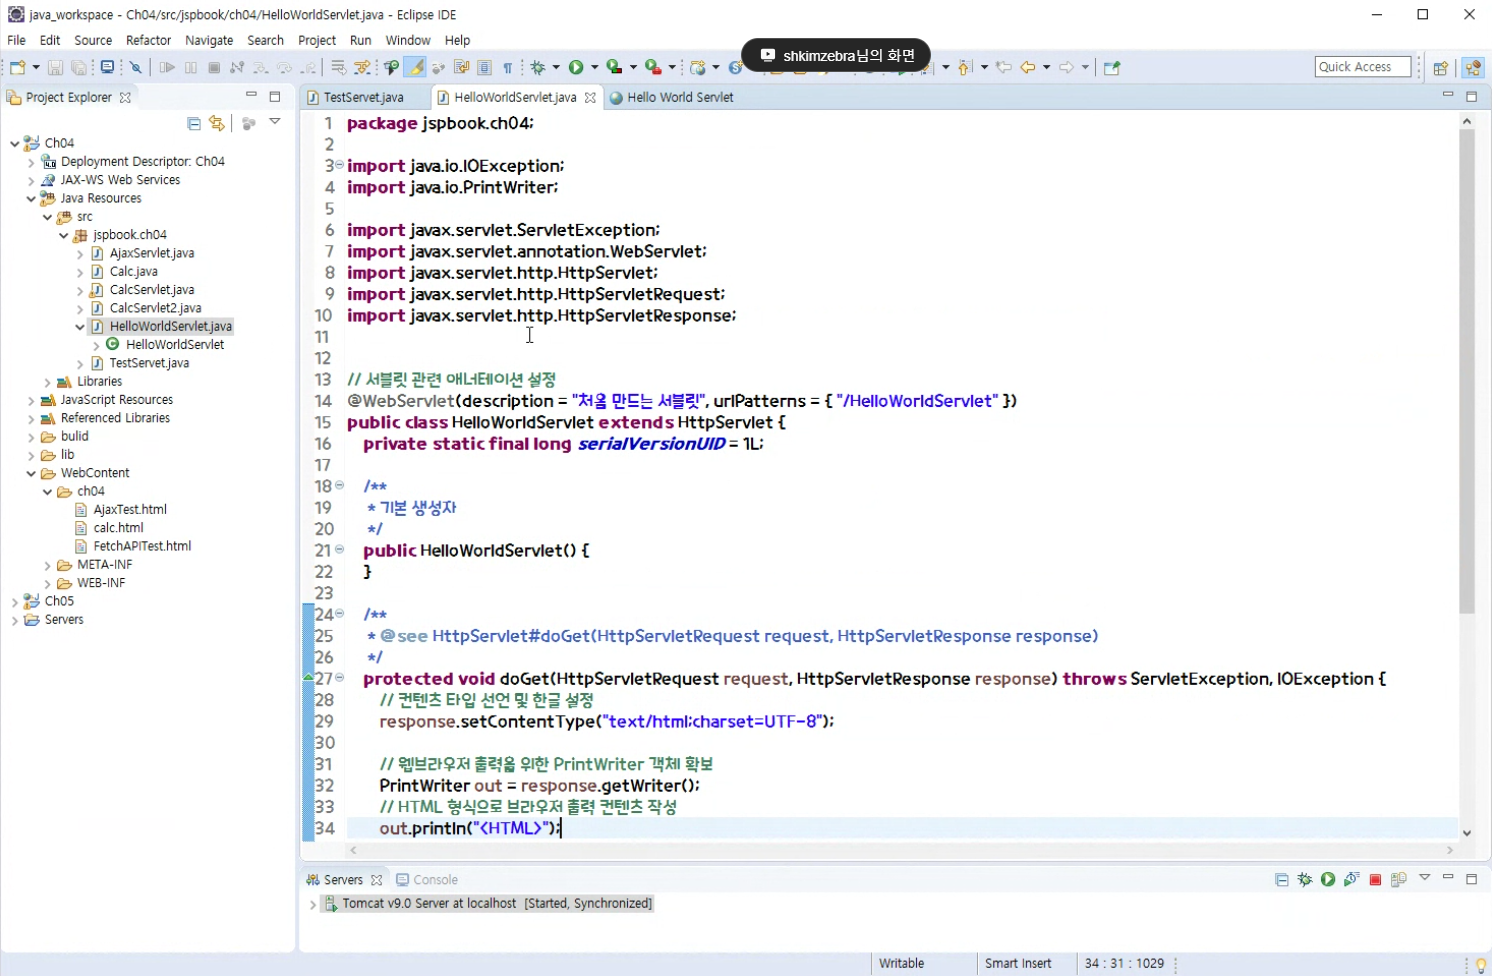 java_workspace - Ch04/src/jspbook/ch04/HelloWorldServlet.java - Eclipse IDE
File Edit Source Refactor Navigate Search Project Run Window Help
shkimzebra님의 화면
Quick Access
Project Explorer
TestServet.java
HelloWorldServlet.java
Hello World Servlet
Ch04
Deployment Descriptor: Ch04
JAX-WS Web Services
Java Resources
src
jspbook.ch04
AjaxServlet.java
Calc.java
CalcServlet.java
CalcServlet2.java
HelloWorldServlet.java
HelloWorldServlet
TestServet.java
Libraries
JavaScript Resources
Referenced Libraries
bulid
lib
WebContent
ch04
AjaxTest.html
calc.html
FetchAPITest.html
META-INF
WEB-INF
Ch05
Servers
1 package jspbook.ch04;
2
3 import java.io.IOException;
4 import java.io.PrintWriter;
5
6 import javax.servlet.ServletException;
7 import javax.servlet.annotation.WebServlet;
8 import javax.servlet.http.HttpServlet;
9 import javax.servlet.http.HttpServletRequest;
10 import javax.servlet.http.HttpServletResponse;
11
12
13 // 서블릿 관련 애너테이션 설정
14 @WebServlet(description = "처음 만드는 서블릿", urlPatterns = { "/HelloWorldServlet" })
15 public class HelloWorldServlet extends HttpServlet {
16 private static final long serialVersionUID = 1L;
17
18 /**
19 * 기본 생성자
20 */
21 public HelloWorldServlet() {
22 }
23
24 /**
25 * @see HttpServlet#doGet(HttpServletRequest request, HttpServletResponse response)
26 */
27 protected void doGet(HttpServletRequest request, HttpServletResponse response) throws ServletException, IOException {
28 // 컨텐츠 타입 선언 및 한글 설정
29 response.setContentType("text/html;charset=UTF-8");
30
31 // 웹브라우저 출력을 위한 PrintWriter 객체 확보
32 PrintWriter out = response.getWriter();
33 // HTML 형식으로 브라우저 출력 컨텐츠 작성
34 out.println("<HTML>");
Servers
Console
Tomcat v9.0 Server at localhost [Started, Synchronized]
Writable
Smart Insert
34 : 31 : 1029